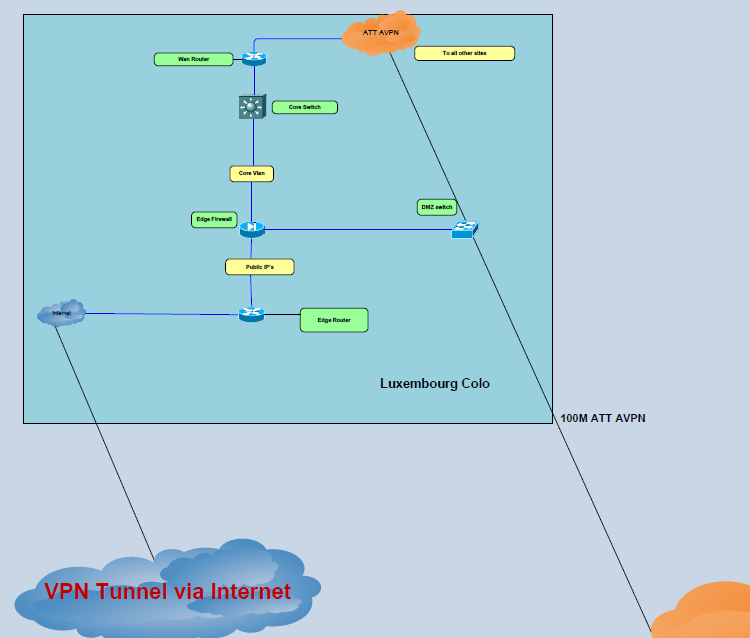 ATT AVPN
To all other sites
Wan Router
Core Switch
Core Vlan
DMZ switch
Edge Firewall
Public IP's
Internet
Edge Router
Luxembourg Colo
100M ATT AVPN
VPN Tunnel via Internet